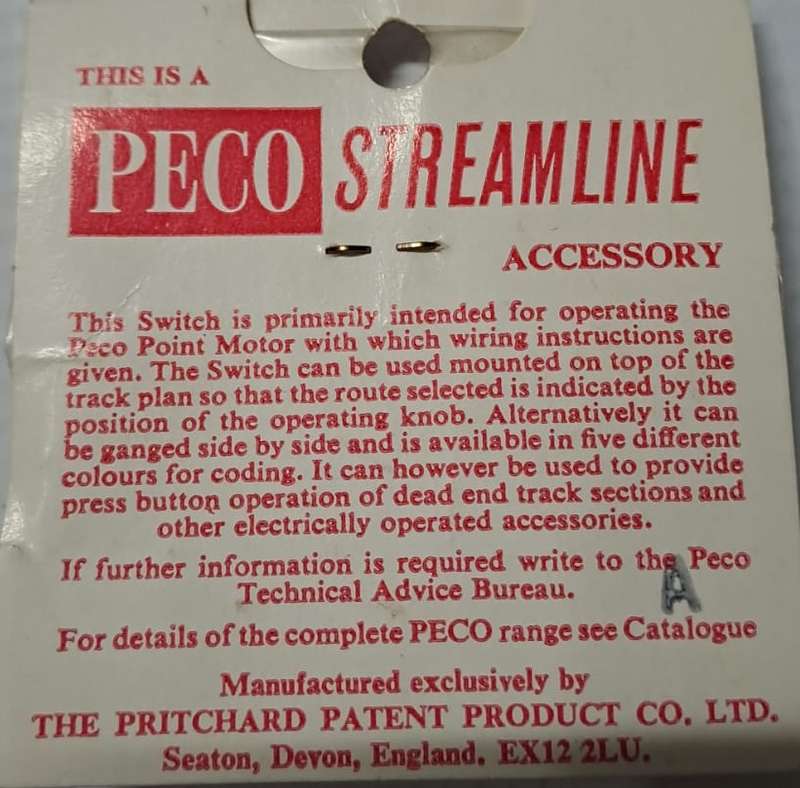 THIS IS A
PECO STREAMLINE
ACCESSORY
This Switch is primarily intended for operating the
Peco Point Motor with which wiring instructions are
given. The Switch can be used mounted on top of the
track plan so that the route selected is indicated by the
position of the operating knob. Alternatively it can
be ganged side by side and is available in five different
colours for coding. It can however be used to provide
press button operation of dead end track sections and
other electrically operated accessories.
If further information is required write to the Peco
Technical Advice Bureau.
A
For details of the complete PECO range see Catalogue
Manufactured exclusively by
THE PRITCHARD PATENT PRODUCT CO. LTD.
Seaton, Devon, England. EX12 2LU.